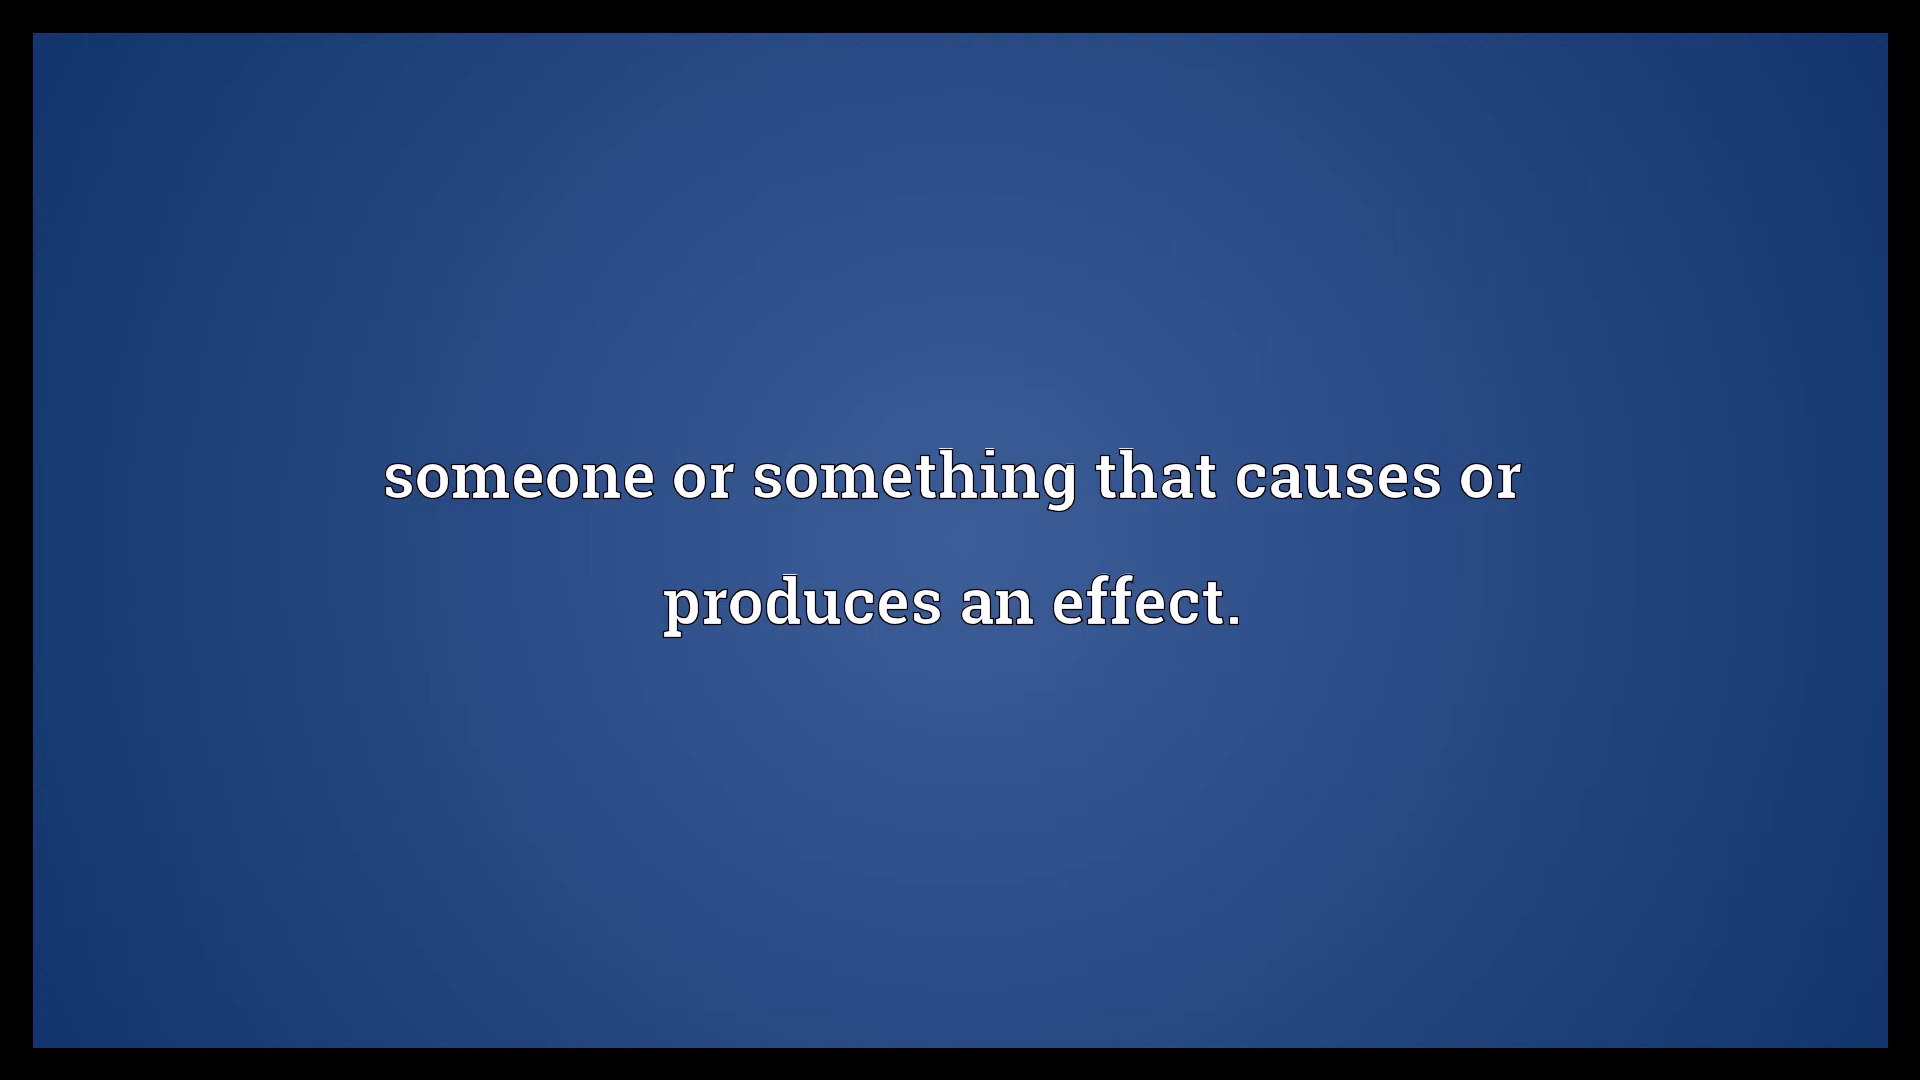 someone or something that causes or
produces an effect.